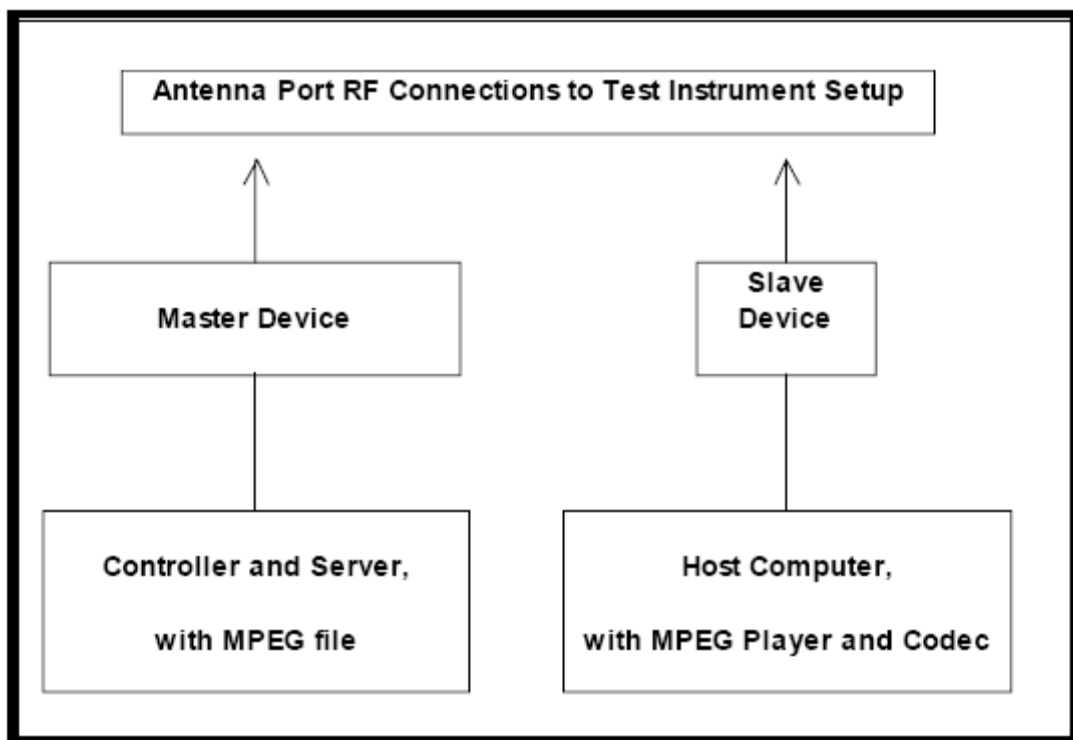 Antenna Port RF Connections to Test Instrument Setup
Master Device
Slave
Device
Controller and Server,
with MPEG file
Host Computer,
with MPEG Player and Codec